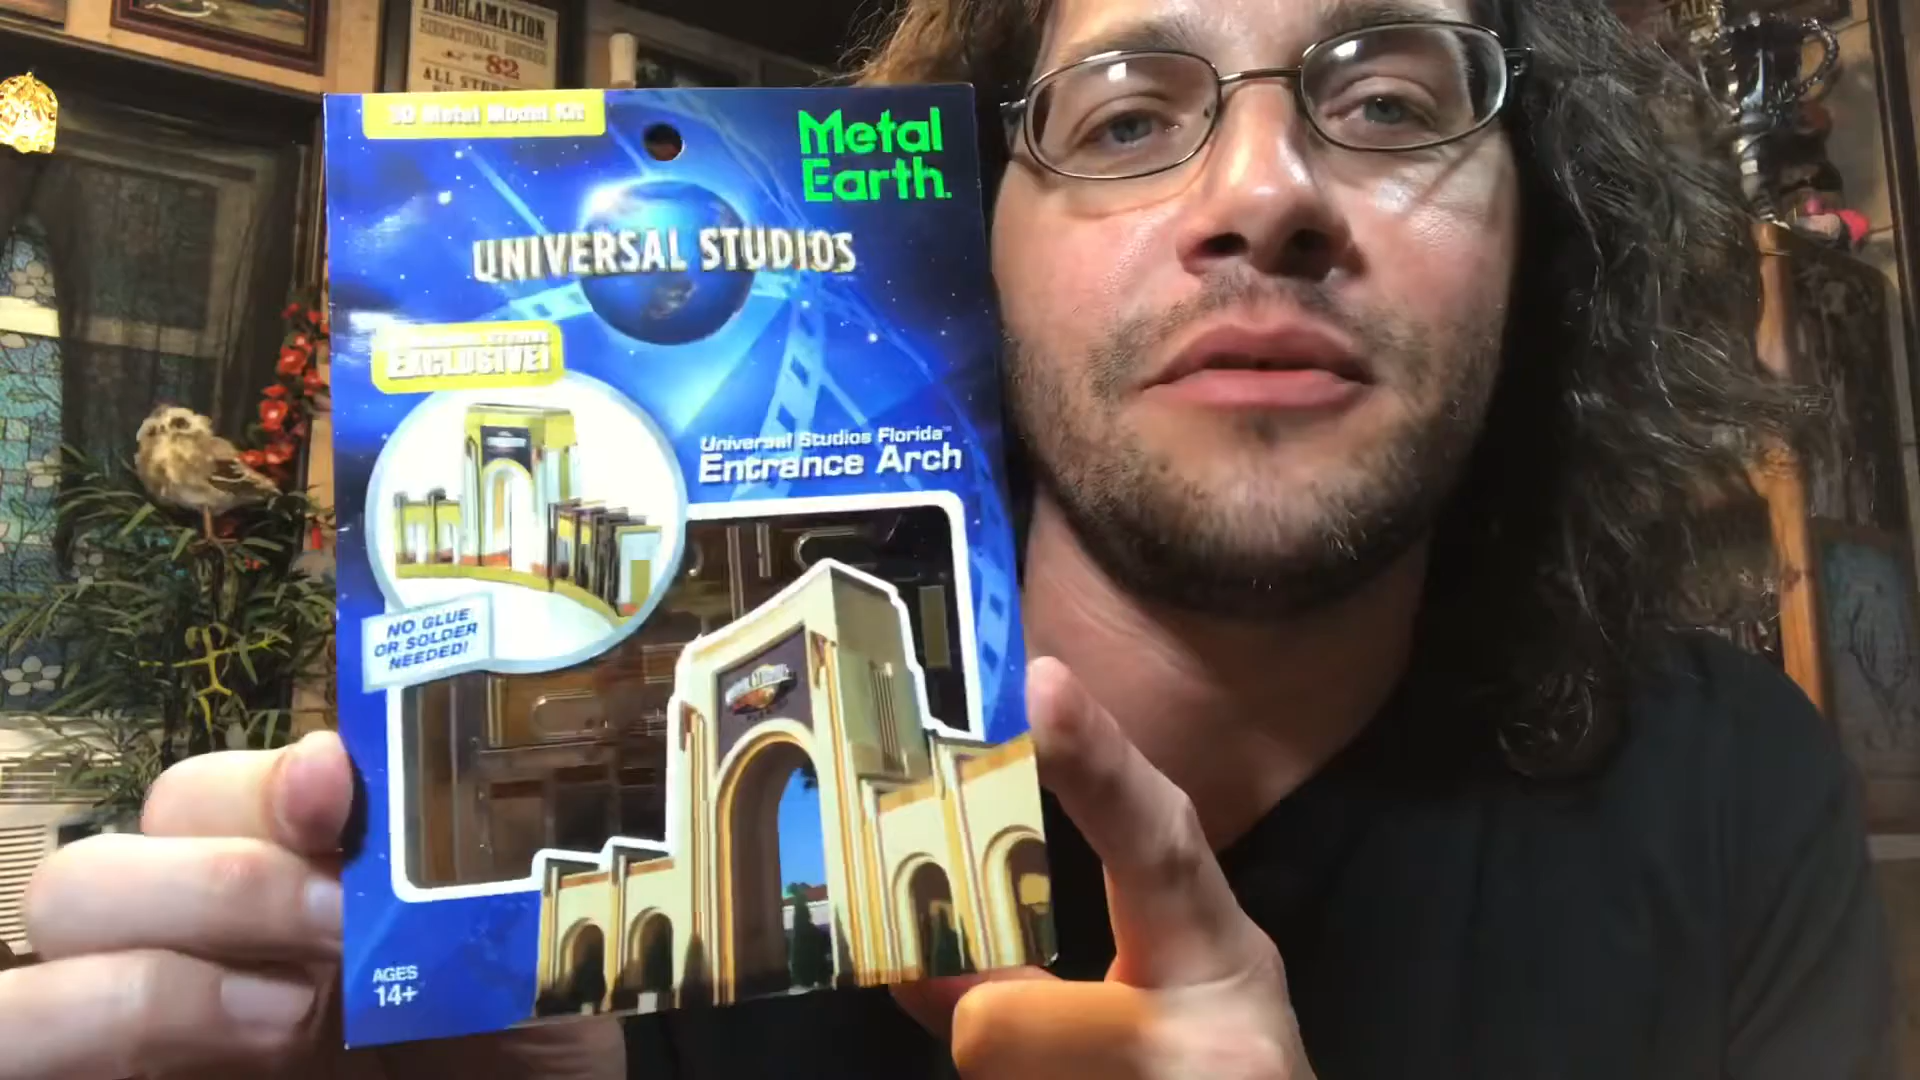 PROCLAMATION
82
3D Metal Model Kit
Metal
Earth
UNIVERSAL STUDIOS
EXCLUSIVE!
Universal Studios Florida™
Entrance Arch
NO GLUE
OR SOLDER
NEEDED!
AGES
14+